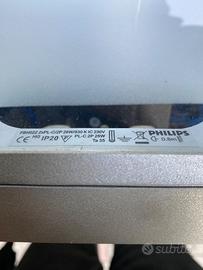 FBH022 2xPL-C/2P 26W/830 K IC 230V
IP20
PL-C 2P 26W
Ta 35
PHILIPS
0.8m
subito